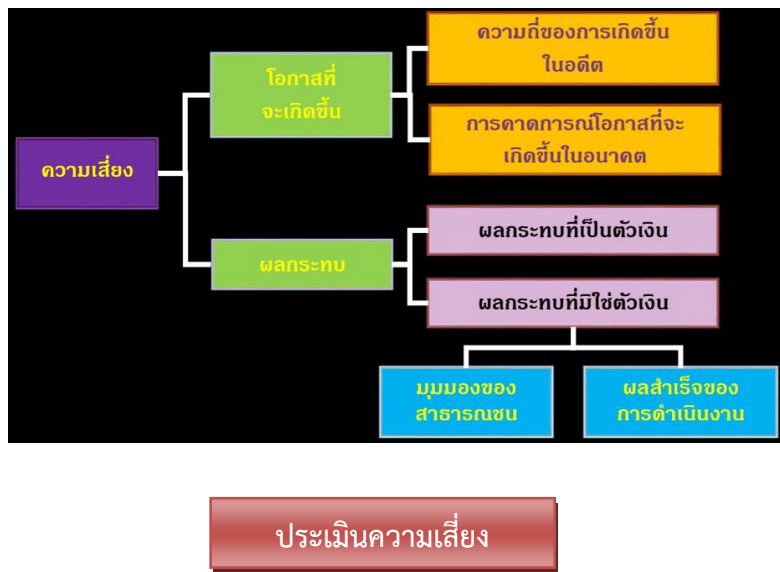 ความถี่ของการเกิดขึ้น
ในอดีต
โอกาสที่
จะเกิดขึ้น
การคาดการณ์โอกาสที่จะ
เกิดขึ้นในอนาคต
ความเสี่ยง
ผลกระทบที่เป็นตัวเงิน
ผลกระทบ
ผลกระทบที่มิใช่ตัวเงิน
มุมมองของ
สาธารณชน
ผลสำเร็จของ
การดำเนินงาน
ประเมินความเสี่ยง